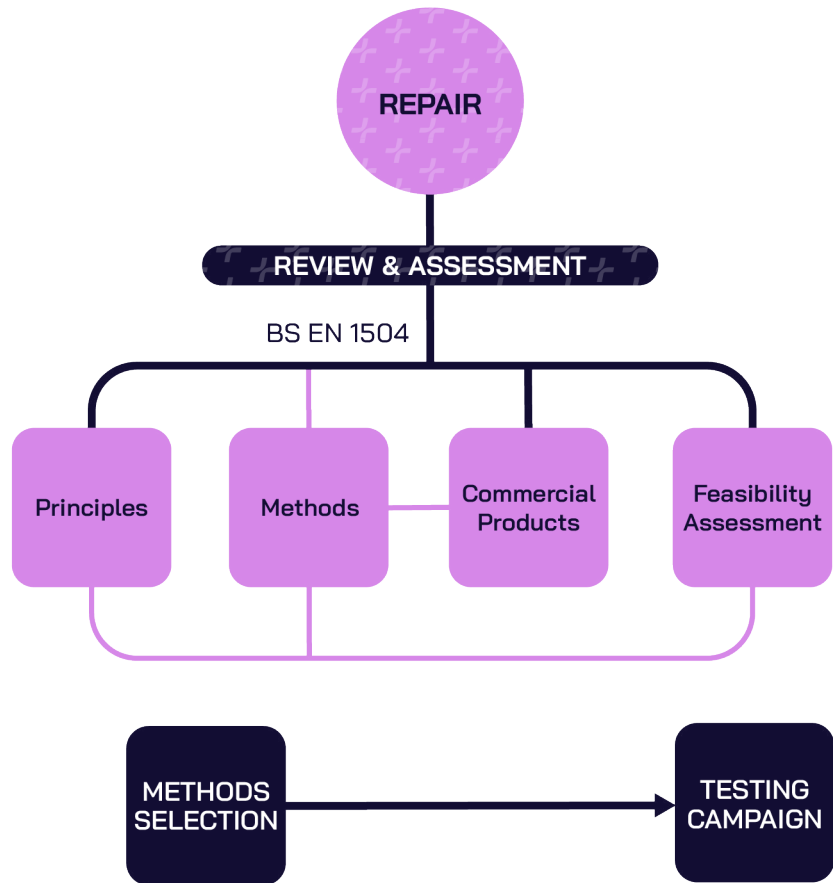 REPAIR
REVIEW & ASSESSMENT
BS EN 1504
Principles
Methods
Commercial
Products
Feasibility
Assessment
METHODS
SELECTION
TESTING
CAMPAIGN